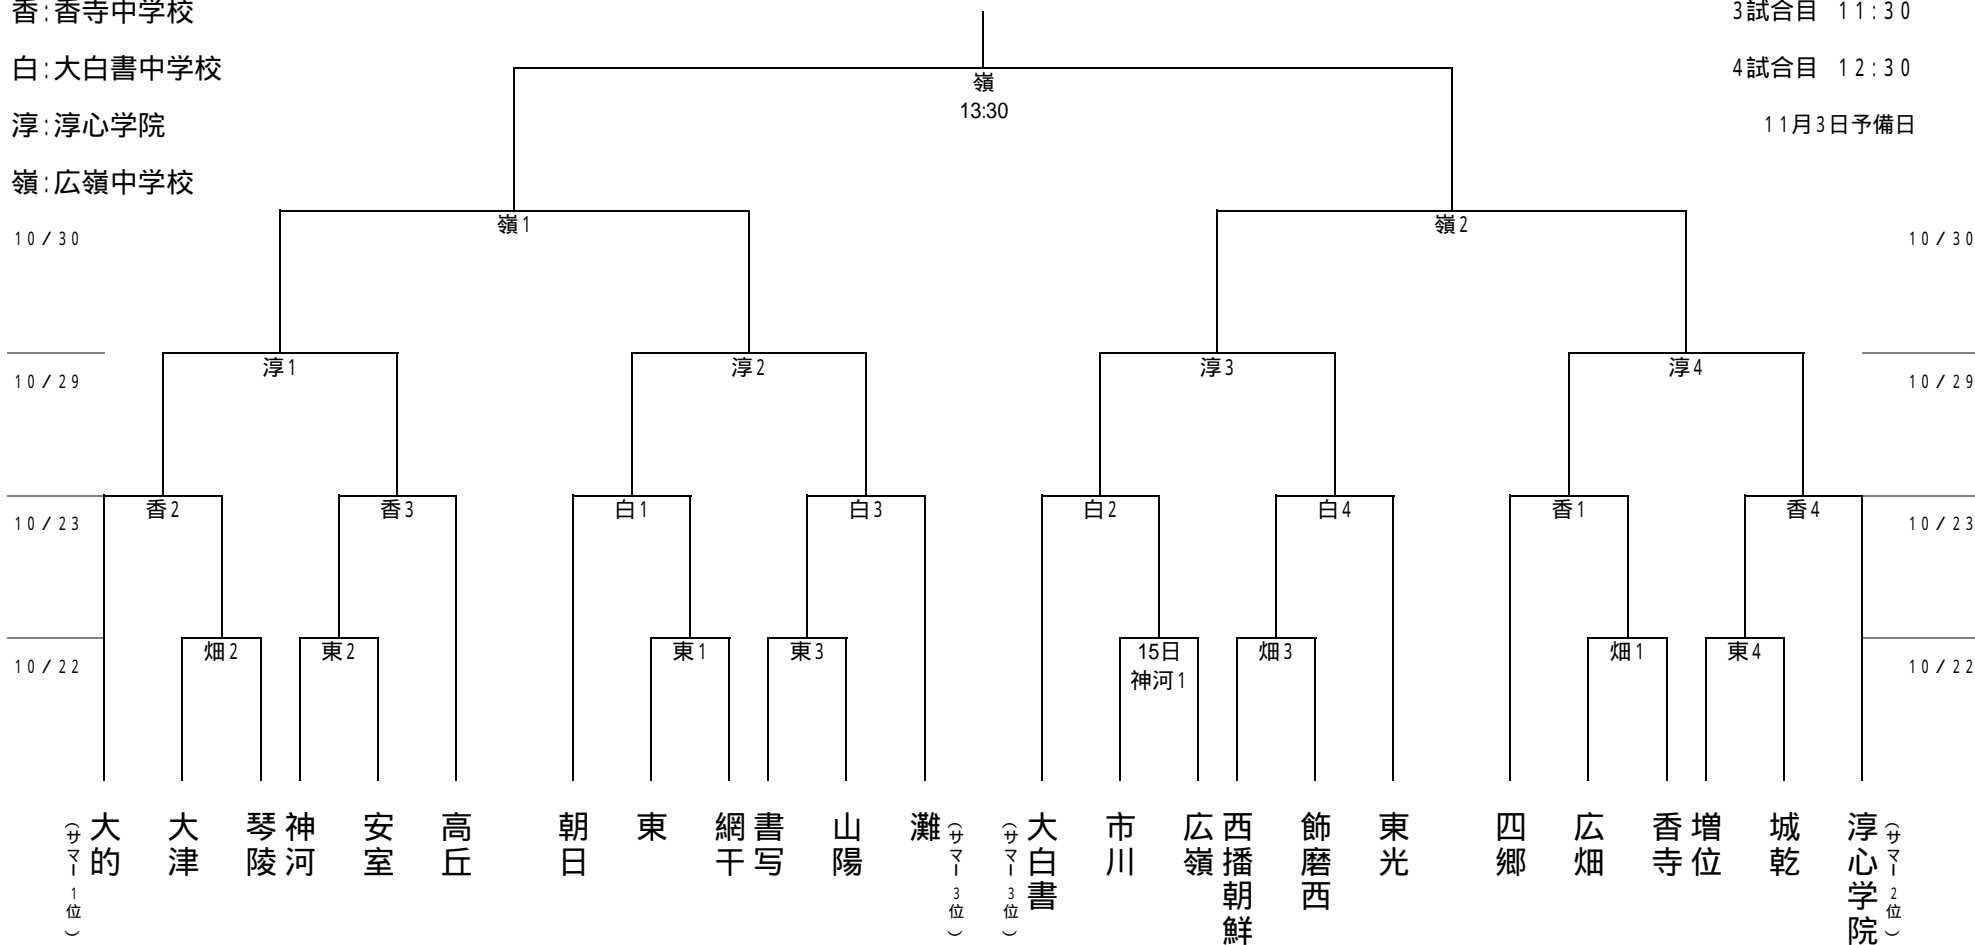 香:香寺中学校
3試合目 11:30
白:大白書中学校
4試合目 12:30
嶺
13:30
淳:淳心学院
11月3日予備日
嶺:広嶺中学校
嶺1
嶺2
10/30
10/30
淳1
淳2
淳3
淳4
10/29
10/29
香2
香3
白1
白3
白2
白4
香1
香4
10/23
10/23
畑2
東2
東1
東3
15日
神河1
畑3
畑1
東4
10/22
10/22
(サマー1位)
大的
大津
琴陵
神河
安室
高丘
朝日
東
網干
書写
山陽
灘
(サマー3位)
(サマー3位)
大白書
市川
広嶺
西播朝鮮
飾磨西
東光
四郷
広畑
香寺
増位
城乾
淳心学院
(サマー2位)